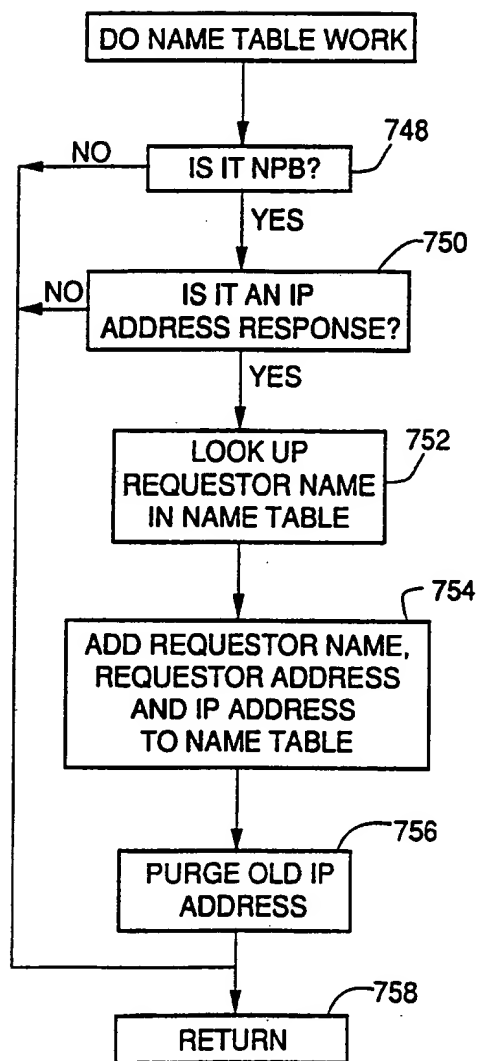 DO NAME TABLE WORK
748
NO
IS IT NPB?
YES
750
NO
IS IT AN IP
ADDRESS RESPONSE?
YES
752
LOOK UP
REQUESTOR NAME
IN NAME TABLE
754
ADD REQUESTOR NAME,
REQUESTOR ADDRESS
AND IP ADDRESS
TO NAME TABLE
756
PURGE OLD IP
ADDRESS
758
RETURN